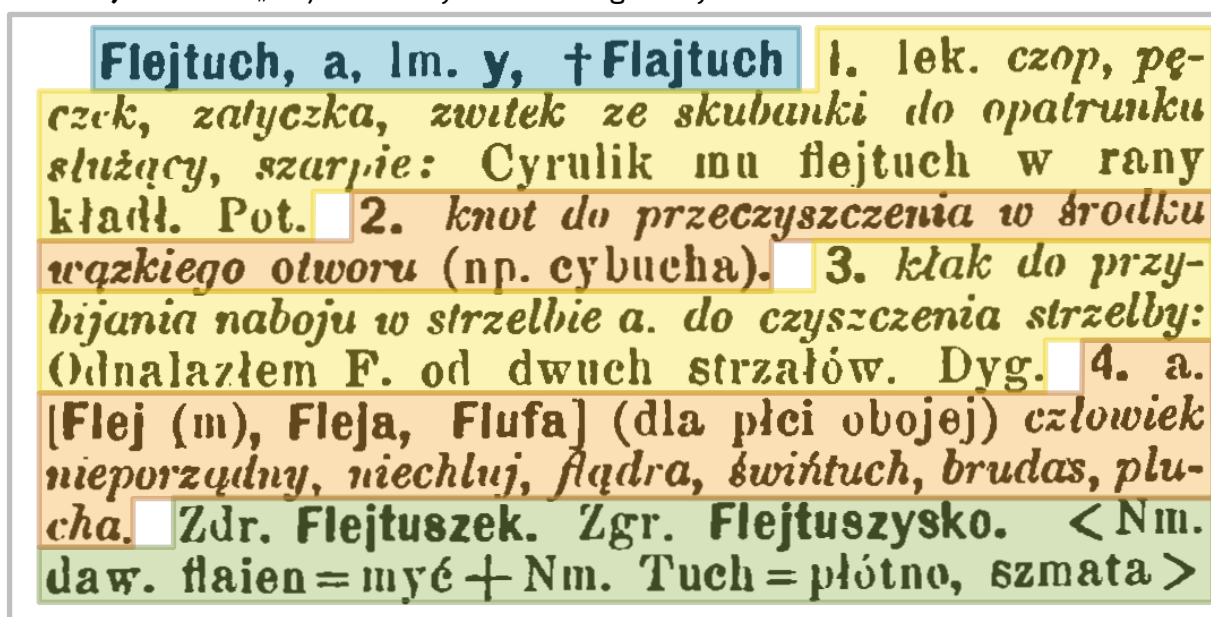 Flejtuch, a, lm. y, †Flajtuch 1. lek. czop, pę-
czek, zatyczka, zwitek ze skubanki do opatrunku
służący, szarpie: Cyrulik mu flejtuch w rany
kładł. Pot. 2. knot do przeczyszczenia w środku
wązkiego otworu (np. cybucha). 3. kłak do przy-
bijania naboju w strzelbie a. do czyszczenia strzelby:
Odnalazłem F. od dwuch strzałów. Dyg. 4. a.
[Flej (m), Fleja, Flufa] (dla płci obojej) człowiek
nieporządny, niechluj, flądra, świńtuch, brudas, plu-
cha. Zdr. Flejtuszek. Zgr. Flejtuszysko. <Nm.
daw. flaien = myć + Nm. Tuch = płótno, szmata>